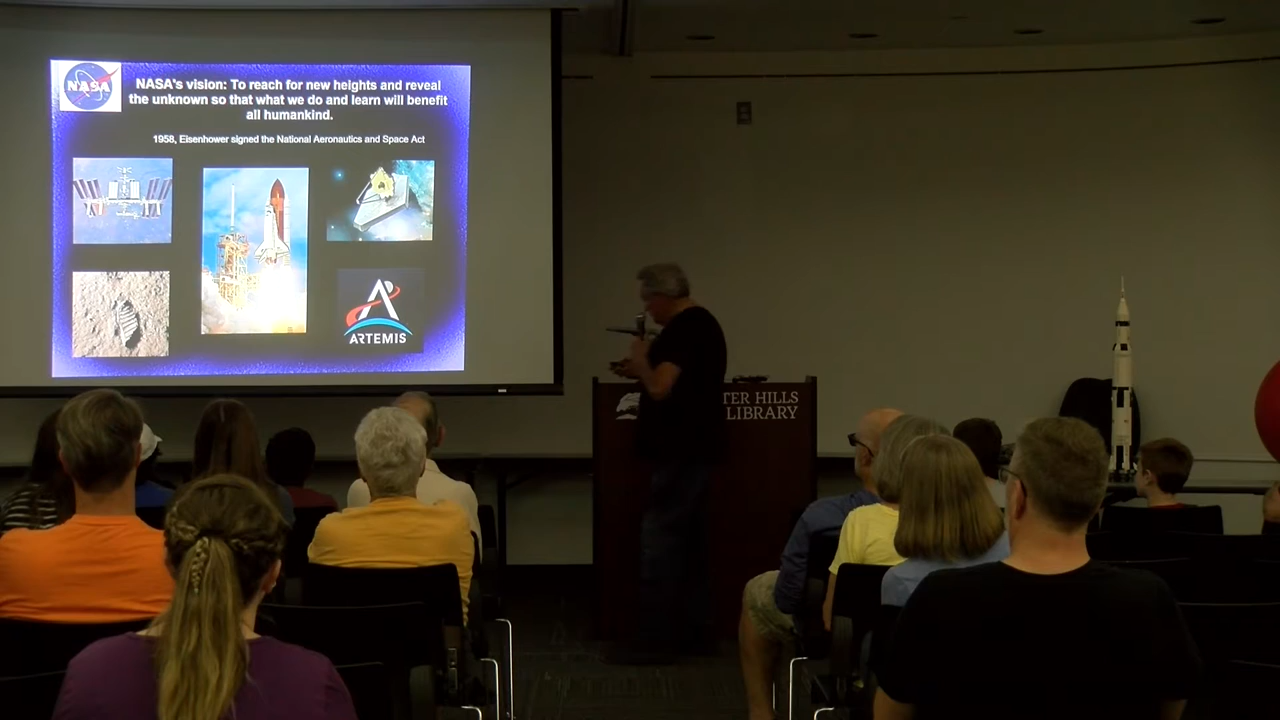 NASA
NASA's vision: To reach for new heights and reveal
the unknown so that what we do and learn will benefit
all humankind.
1958, Eisenhower signed the National Aeronautics and Space Act
ARTEMIS
TER HILLS
LIBRARY